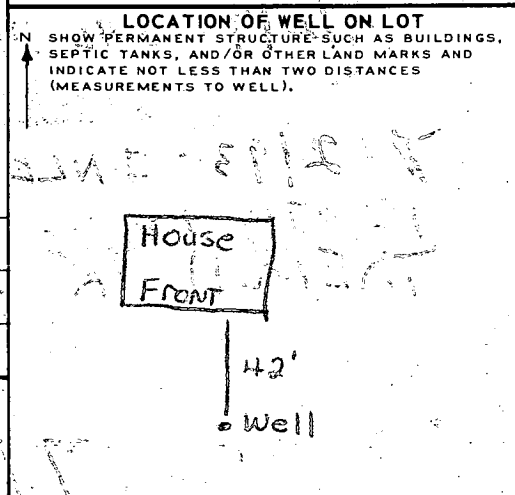 LOCATION OF WELL ON LOT
N SHOW PERMANENT STRUCTURE SUCH AS BUILDINGS,
SEPTIC TANKS, AND/OR OTHER LAND MARKS AND
INDICATE NOT LESS THAN TWO DISTANCES
(MEASUREMENTS TO WELL).
House
FRONT
42'
Well